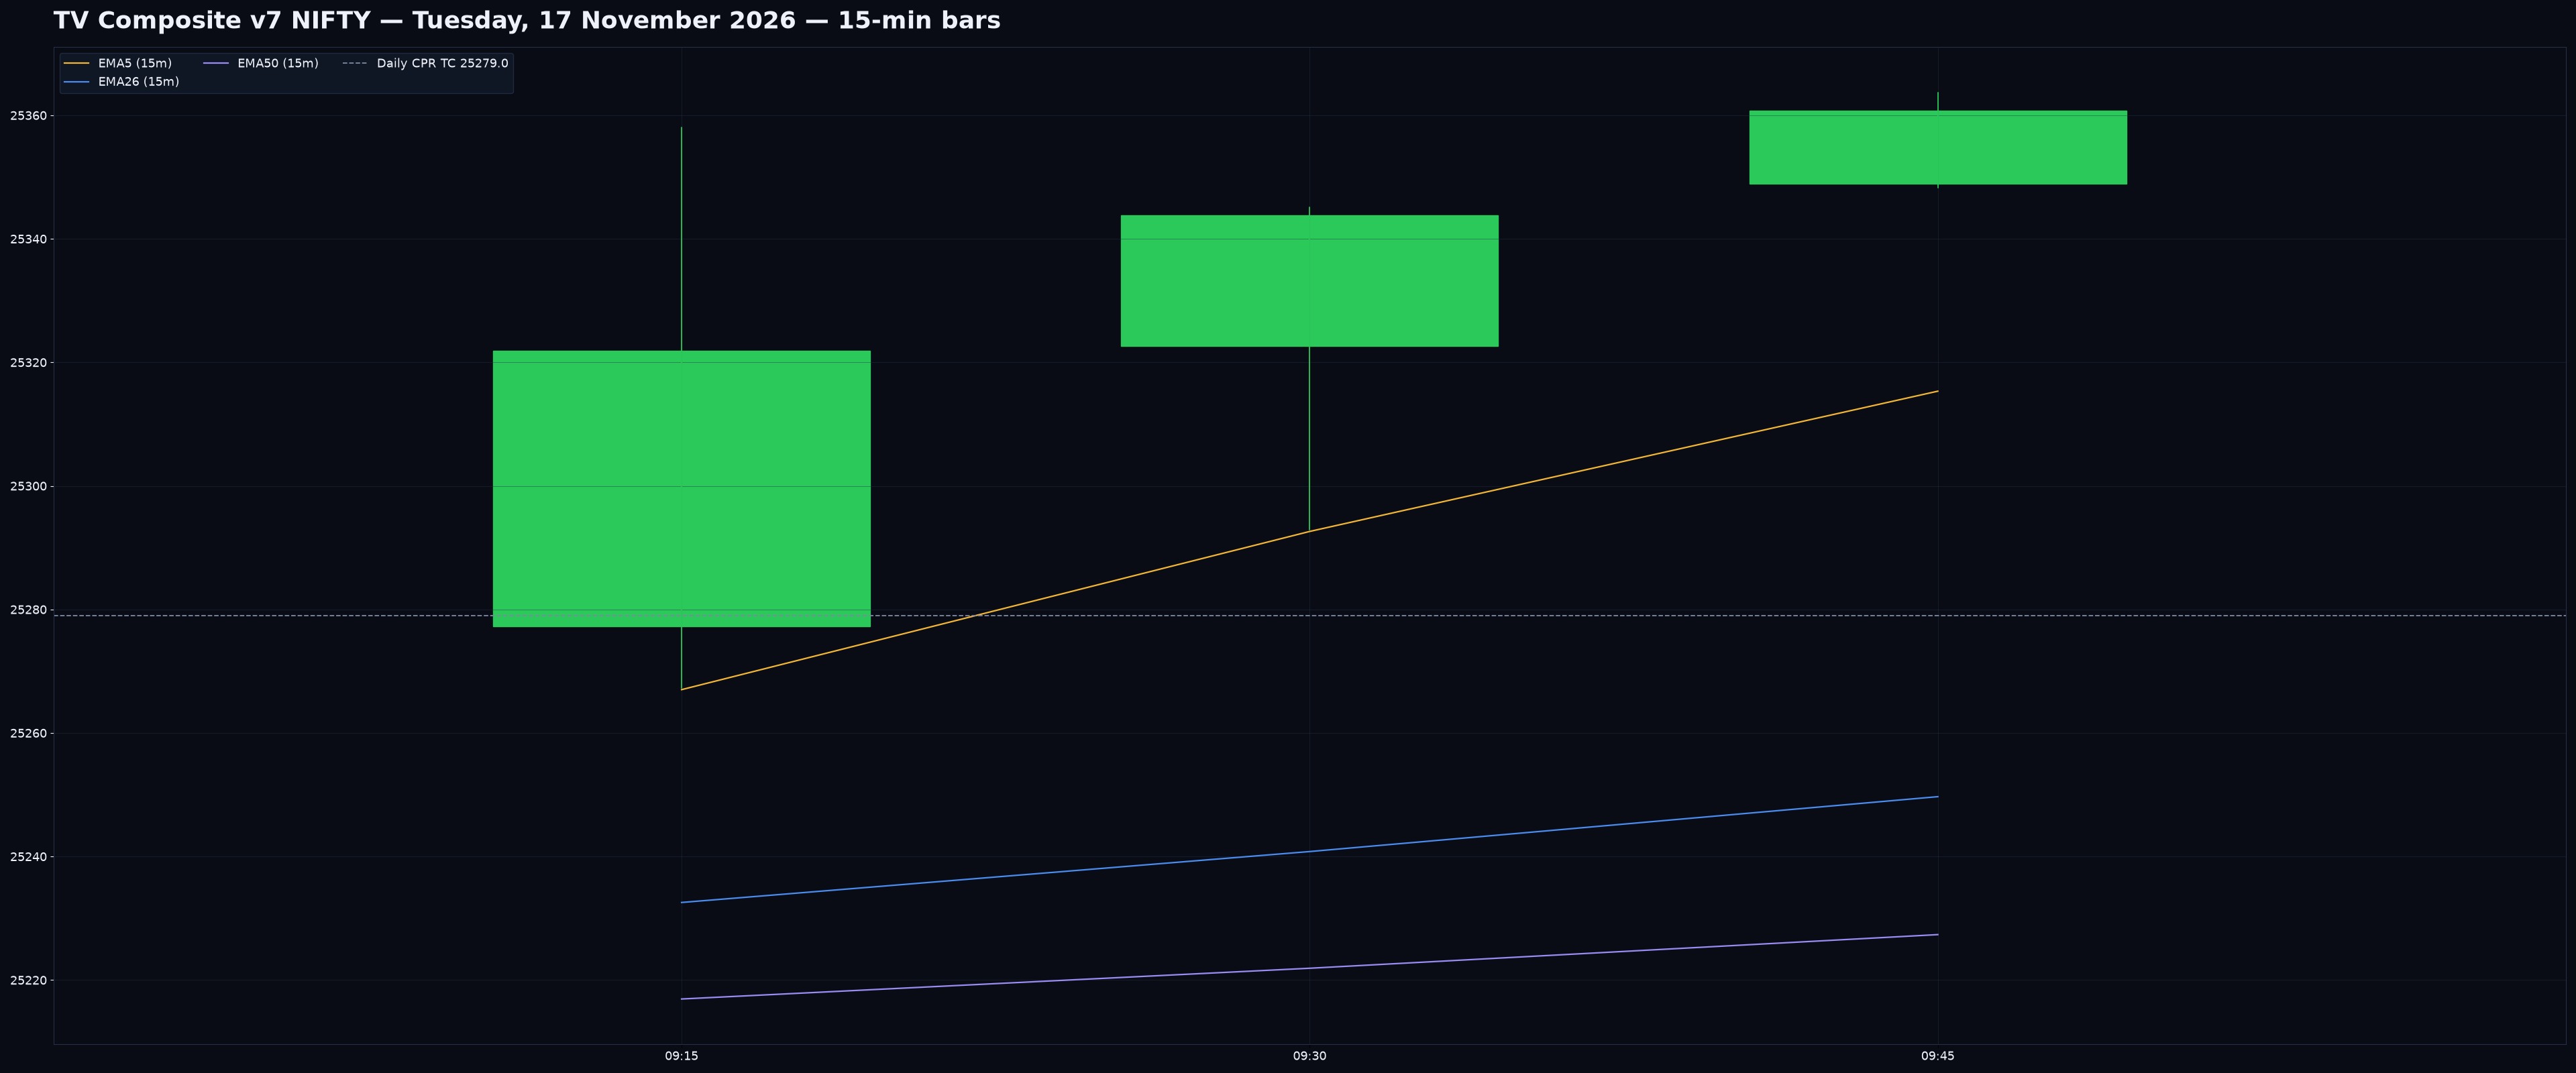 TV Composite v7 NIFTY — Tuesday, 17 November 2026 — 15-min bars
EMA5 (15m) EMA50 (15m) Daily CPR TC 25279.0
EMA26 (15m)
25360
25340
25320
25300
25280
25260
25240
25220
09:15 09:30 09:45